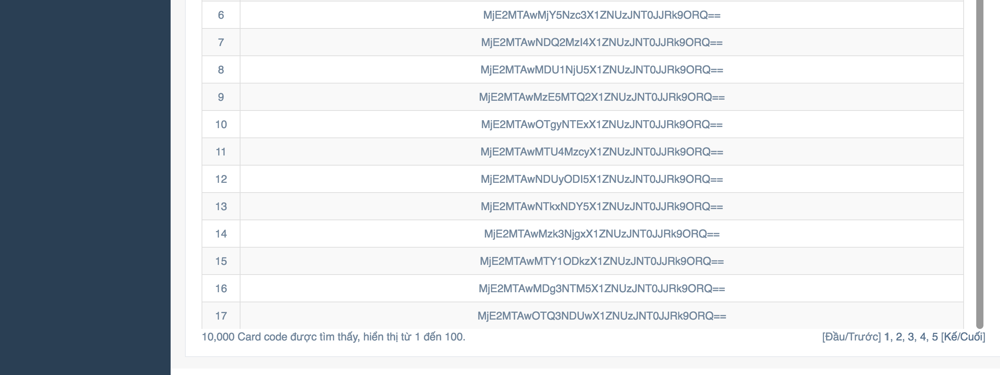 6 MjE2MTAwMjY5Nzc3X1ZNUzJNT0JJRk9ORQ==
7 MjE2MTAwNDQ2MzI4X1ZNUzJNT0JJRk9ORQ==
8 MjE2MTAwMDU1NjU5X1ZNUzJNT0JJRk9ORQ==
9 MjE2MTAwMzE5MTQ2X1ZNUzJNT0JJRk9ORQ==
10 MjE2MTAwOTgyNTExX1ZNUzJNT0JJRk9ORQ==
11 MjE2MTAwMTU4MzcyX1ZNUzJNT0JJRk9ORQ==
12 MjE2MTAwNDUyODI5X1ZNUzJNT0JJRk9ORQ==
13 MjE2MTAwNTkxNDY5X1ZNUzJNT0JJRk9ORQ==
14 MjE2MTAwMzk3NjgxX1ZNUzJNT0JJRk9ORQ==
15 MjE2MTAwMTY1ODkzX1ZNUzJNT0JJRk9ORQ==
16 MjE2MTAwMDg3NTM5X1ZNUzJNT0JJRk9ORQ==
17 MjE2MTAwOTQ3NDUwX1ZNUzJNT0JJRk9ORQ==
10,000 Card code được tìm thấy, hiển thị từ 1 đến 100. [Đầu/Trước] 1, 2, 3, 4, 5 [Kế/Cuối]